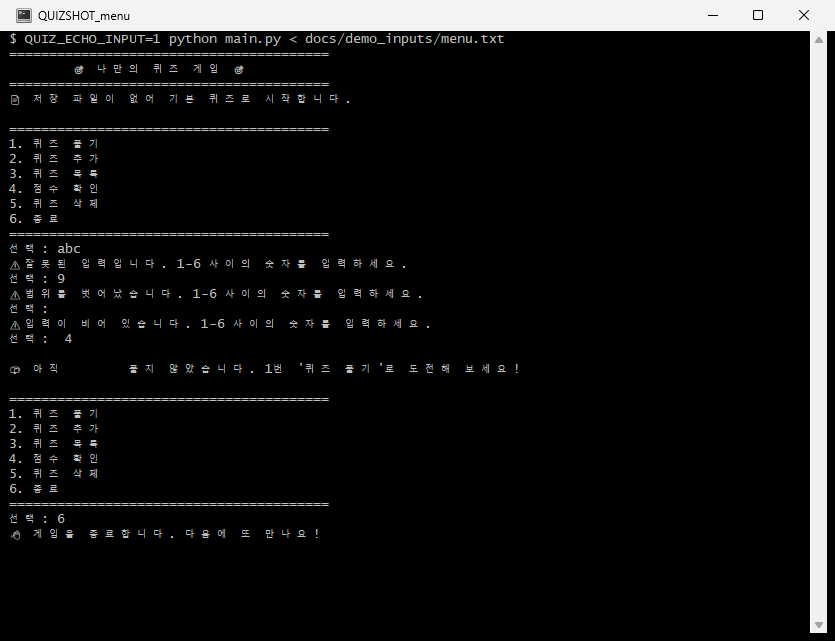 QUIZSHOT_menu
$ QUIZ_ECHO_INPUT=1 python main.py < docs/demo_inputs/menu.txt
========================================
🎯 나만의 퀴즈 게임 🎯
========================================
📄 저장 파일이 없어 기본 퀴즈로 시작합니다.
========================================
1. 퀴즈 풀기
2. 퀴즈 추가
3. 퀴즈 목록
4. 점수 확인
5. 퀴즈 삭제
6. 종료
========================================
선택: abc
⚠잘못된 입력입니다. 1-6 사이의 숫자를 입력하세요.
선택: 9
⚠범위를 벗어났습니다. 1-6 사이의 숫자를 입력하세요.
선택:
⚠입력이 비어 있습니다. 1-6 사이의 숫자를 입력하세요.
선택:  4
📭 아직 풀지 않았습니다. 1번 '퀴즈 풀기'로 도전해 보세요!
========================================
1. 퀴즈 풀기
2. 퀴즈 추가
3. 퀴즈 목록
4. 점수 확인
5. 퀴즈 삭제
6. 종료
========================================
선택: 6
👋 게임을 종료합니다. 다음에 또 만나요!